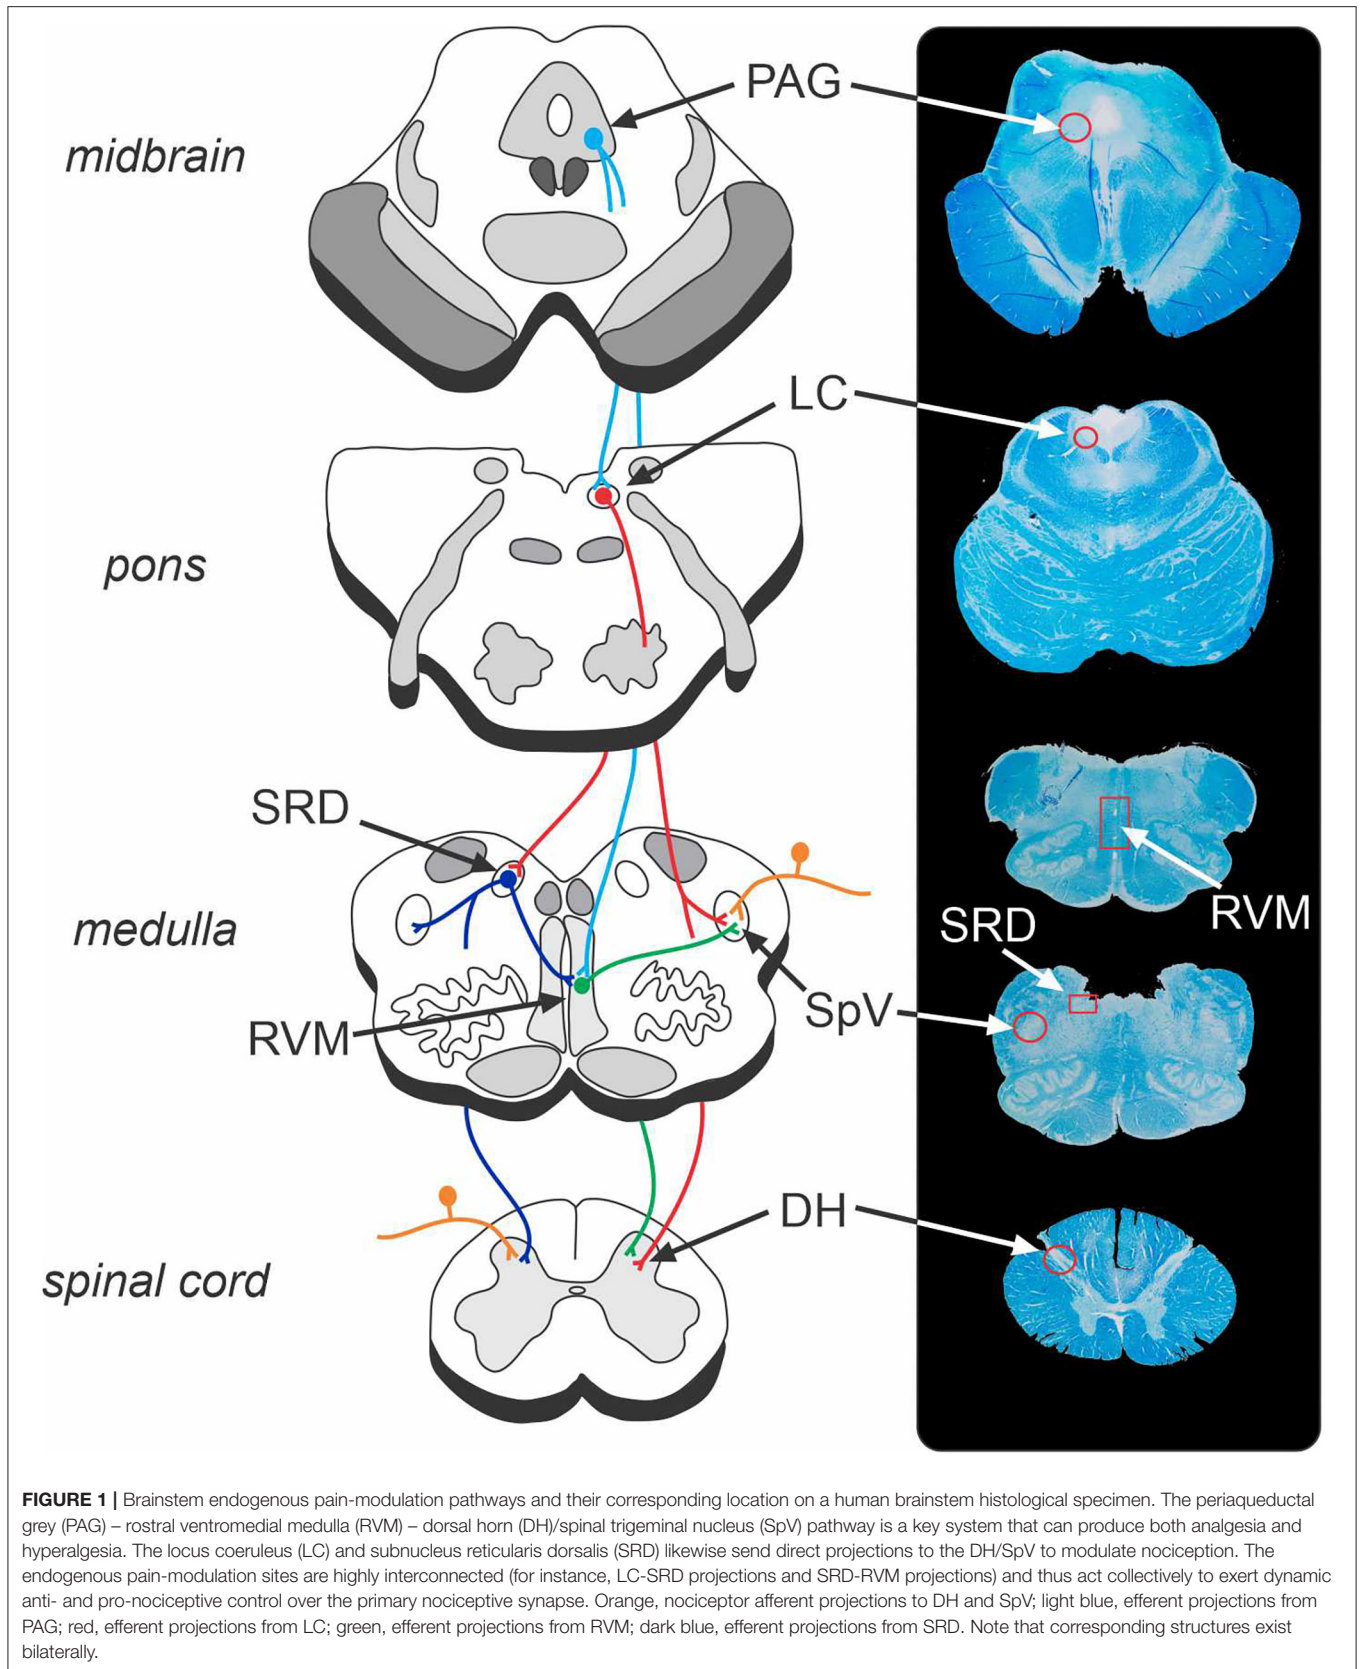 PAG
midbrain
LC
pons
SRD
medulla
RVM
SRD
SpV
RVM
DH
spinal cord
FIGURE 1 | Brainstem endogenous pain-modulation pathways and their corresponding location on a human brainstem histological specimen. The periaqueductal
grey (PAG) – rostral ventromedial medulla (RVM) – dorsal horn (DH)/spinal trigeminal nucleus (SpV) pathway is a key system that can produce both analgesia and
hyperalgesia. The locus coeruleus (LC) and subnucleus reticularis dorsalis (SRD) likewise send direct projections to the DH/SpV to modulate nociception. The
endogenous pain-modulation sites are highly interconnected (for instance, LC-SRD projections and SRD-RVM projections) and thus act collectively to exert dynamic
anti- and pro-nociceptive control over the primary nociceptive synapse. Orange, nociceptor afferent projections to DH and SpV; light blue, efferent projections from
PAG; red, efferent projections from LC; green, efferent projections from RVM; dark blue, efferent projections from SRD. Note that corresponding structures exist
bilaterally.